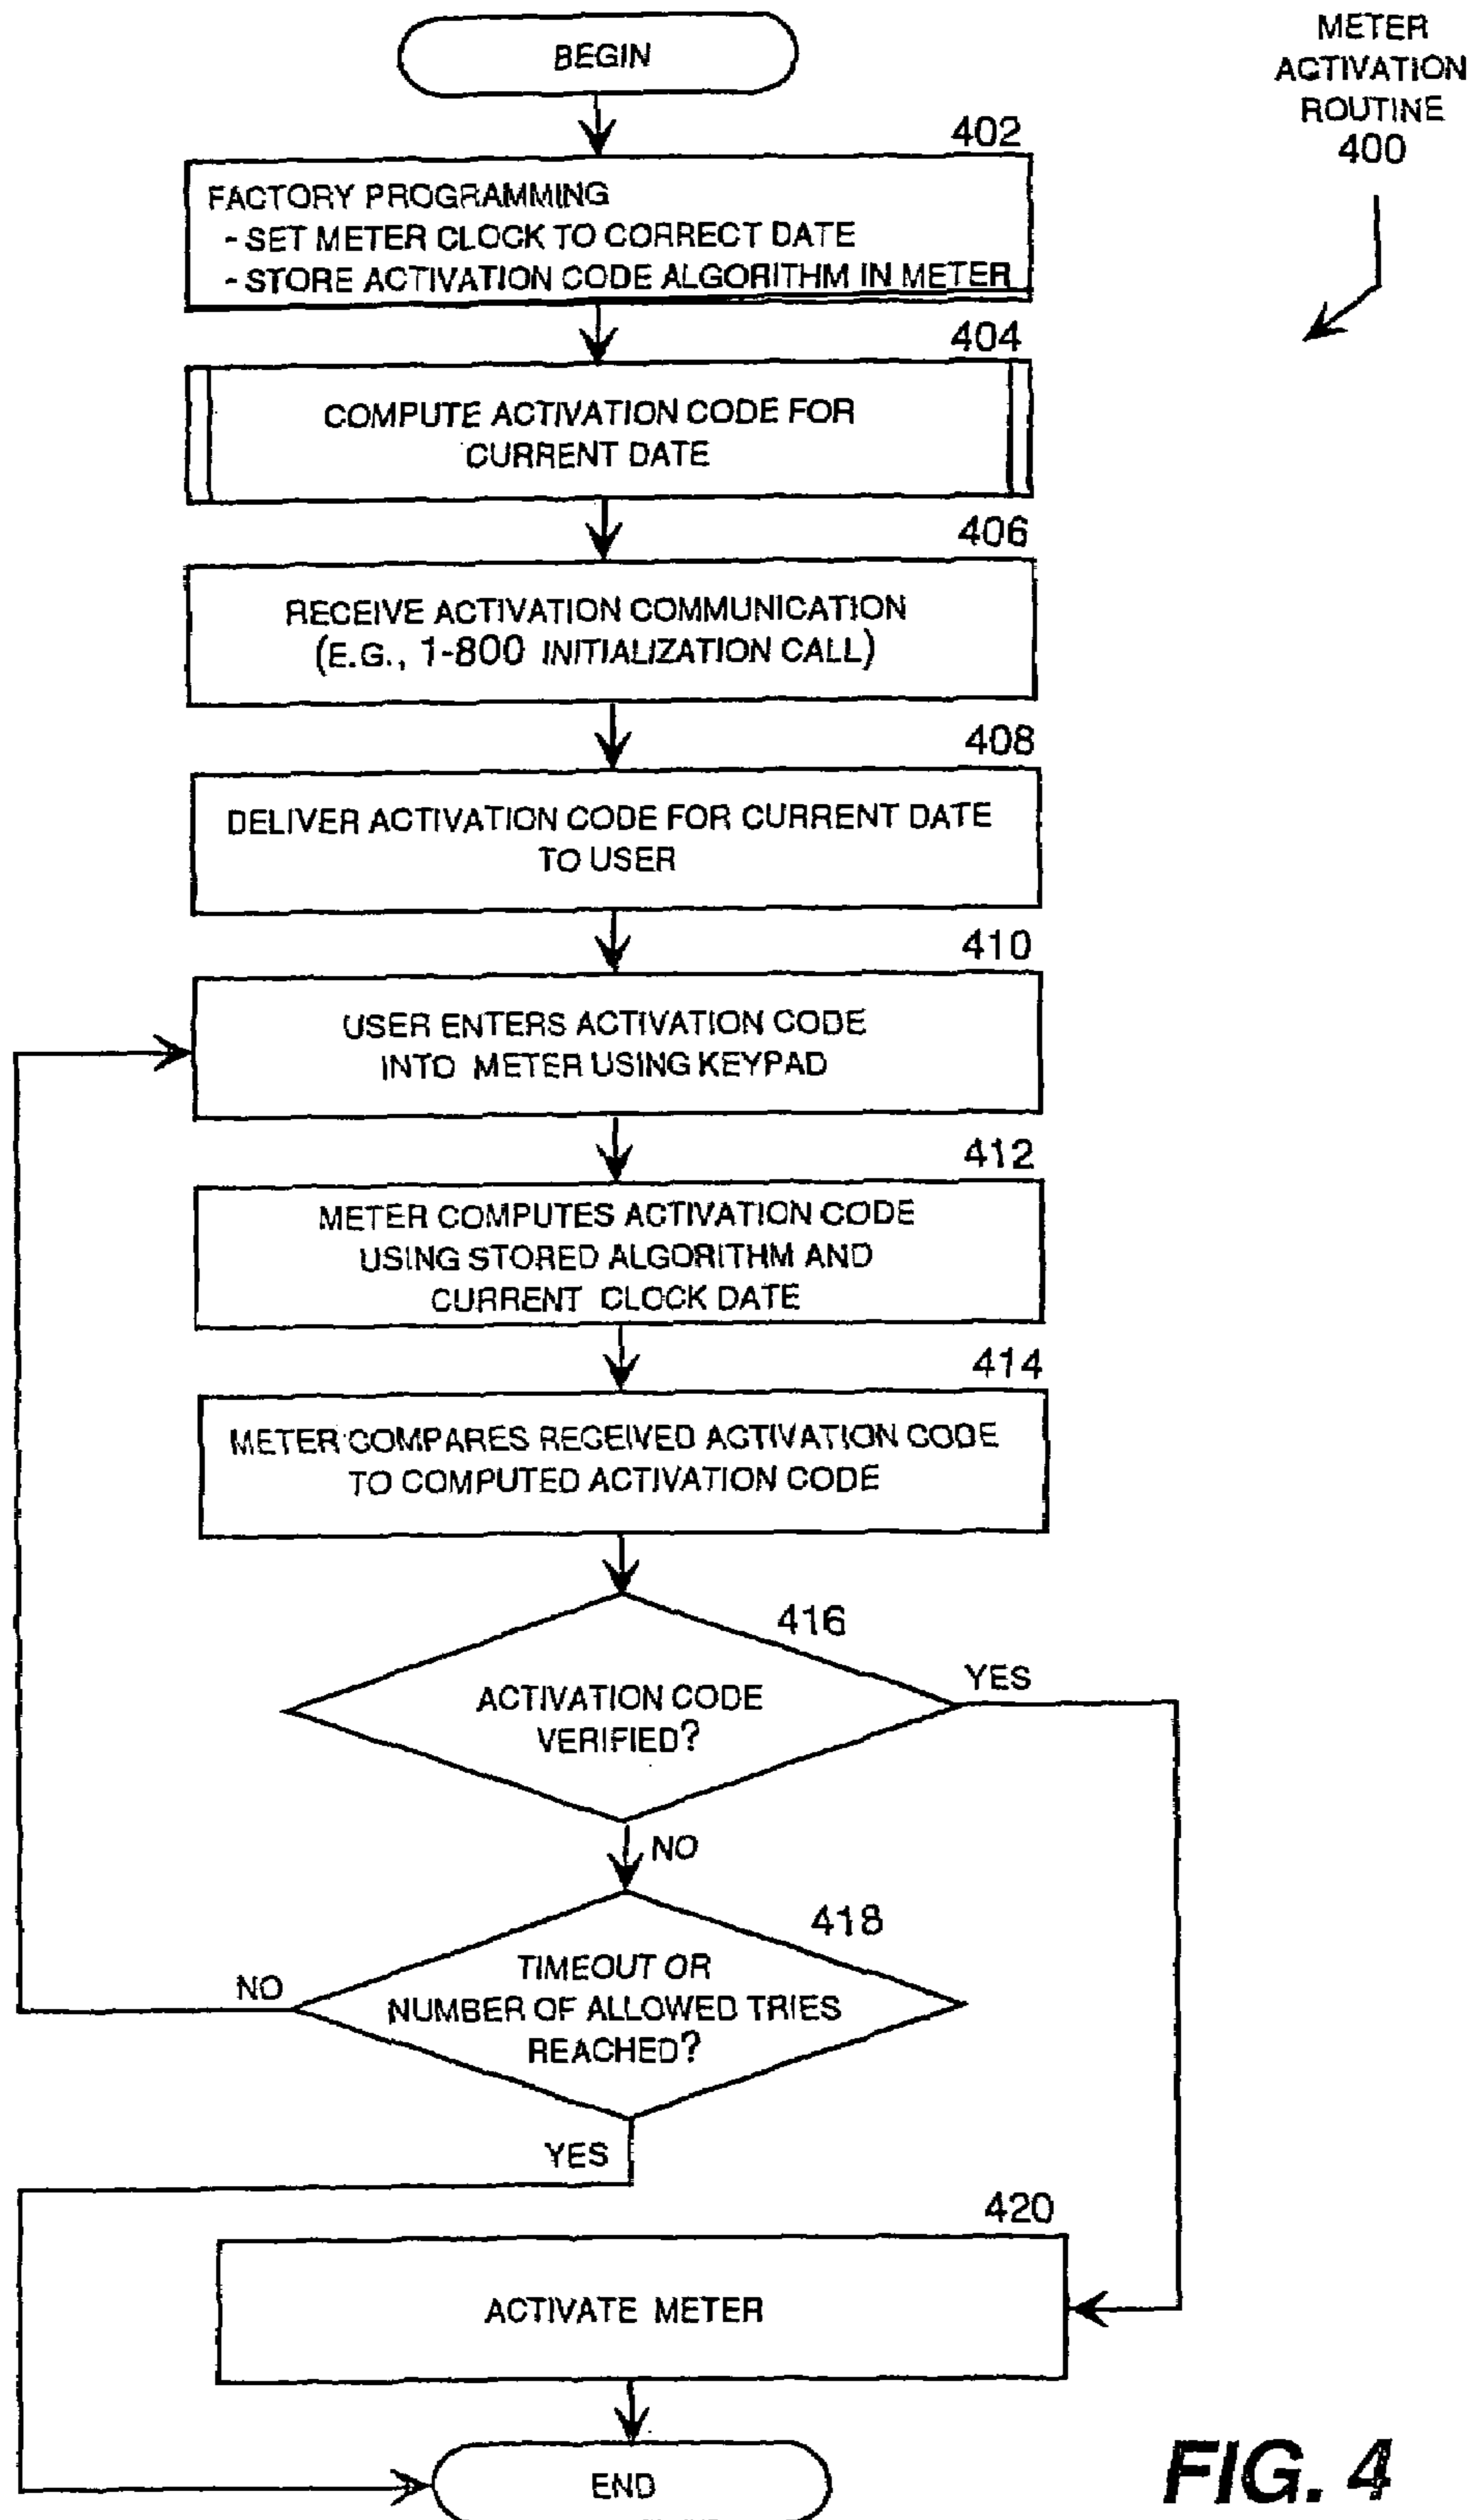 BEGIN
METER
ACTIVATION
ROUTINE
400
402
FACTORY PROGRAMMING
- SET METER CLOCK TO CORRECT DATE
- STORE ACTIVATION CODE ALGORITHM IN METER
404
COMPUTE ACTIVATION CODE FOR
CURRENT DATE
406
RECEIVE ACTIVATION COMMUNICATION
(E.G., 1-800 INITIALIZATION CALL)
408
DELIVER ACTIVATION CODE FOR CURRENT DATE
TO USER
410
USER ENTERS ACTIVATION CODE
INTO METER USING KEYPAD
412
METER COMPUTES ACTIVATION CODE
USING STORED ALGORITHM AND
CURRENT CLOCK DATE
414
METER COMPARES RECEIVED ACTIVATION CODE
TO COMPUTED ACTIVATION CODE
416
ACTIVATION CODE
VERIFIED?
YES
NO
418
TIMEOUT OR
NUMBER OF ALLOWED TRIES
REACHED?
NO
YES
420
ACTIVATE METER
END
FIG. 4